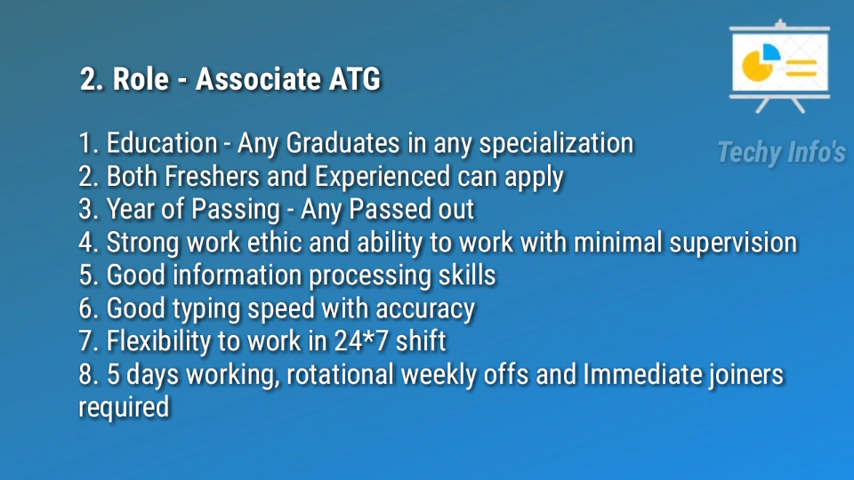 2. Role - Associate ATG
Techy Info's
1. Education - Any Graduates in any specialization
2. Both Freshers and Experienced can apply
3. Year of Passing - Any Passed out
4. Strong work ethic and ability to work with minimal supervision
5. Good information processing skills
6. Good typing speed with accuracy
7. Flexibility to work in 24*7 shift
8. 5 days working, rotational weekly offs and Immediate joiners
required